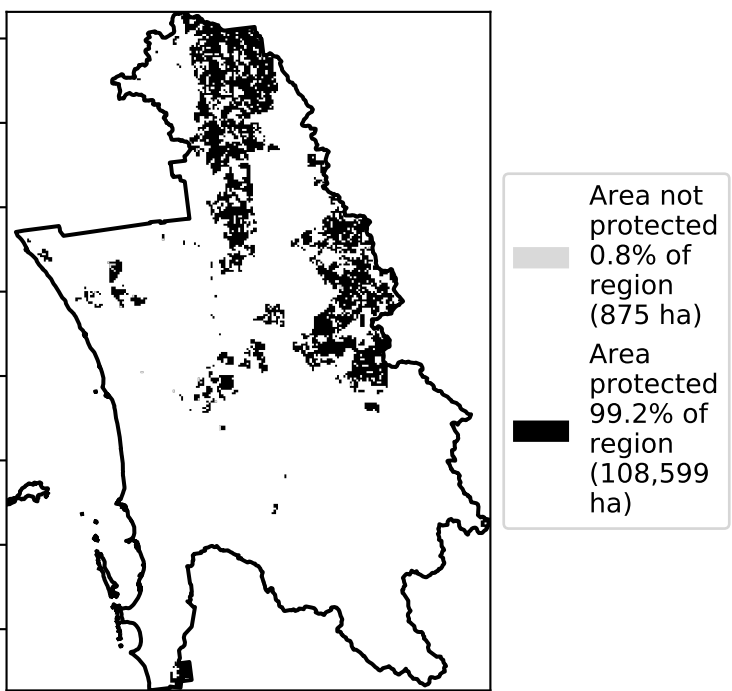 Area not
protected
0.8% of
region
(875 ha)
Area
protected
99.2% of
region
(108,599
ha)